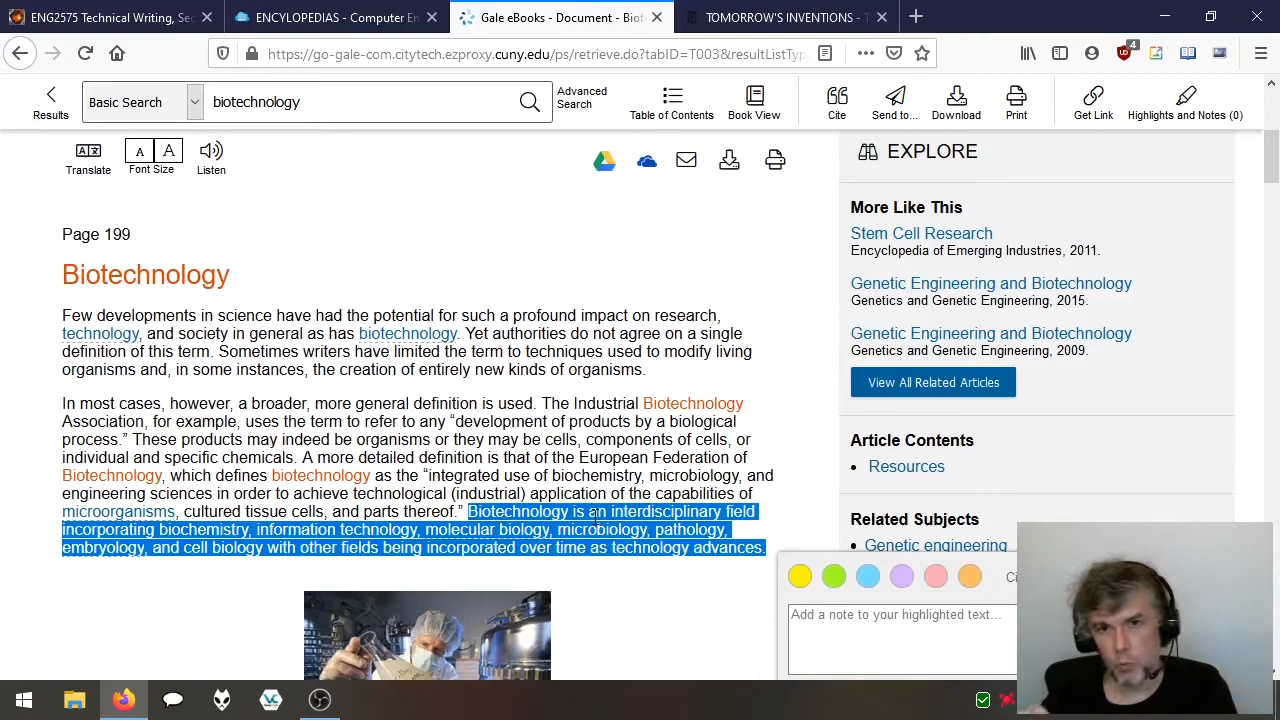 ENG2575 Technical Writing, Se
ENCYLOPEDIAS - Computer En
Gale eBooks - Document - Biot
TOMORROW'S INVENTIONS - T
https://go-gale-com.citytech.ezproxy.cuny.edu/ps/retrieve.do?tabID=T003&resultListTyp
4
Results
Basic Search
biotechnology
Advanced
Search
Table of Contents
Book View
Cite
Send to...
Download
Print
Get Link
Highlights and Notes (0)
Translate
A A
Font Size
Listen
Page 199
Biotechnology
Few developments in science have had the potential for such a profound impact on research,
technology, and society in general as has biotechnology. Yet authorities do not agree on a single
definition of this term. Sometimes writers have limited the term to techniques used to modify living
organisms and, in some instances, the creation of entirely new kinds of organisms.
In most cases, however, a broader, more general definition is used. The Industrial Biotechnology
Association, for example, uses the term to refer to any “development of products by a biological
process.” These products may indeed be organisms or they may be cells, components of cells, or
individual and specific chemicals. A more detailed definition is that of the European Federation of
Biotechnology, which defines biotechnology as the “integrated use of biochemistry, microbiology, and
engineering sciences in order to achieve technological (industrial) application of the capabilities of
microorganisms, cultured tissue cells, and parts thereof.” Biotechnology is an interdisciplinary field
incorporating biochemistry, information technology, molecular biology, microbiology, pathology,
embryology, and cell biology with other fields being incorporated over time as technology advances.
EXPLORE
More Like This
Stem Cell Research
Encyclopedia of Emerging Industries, 2011.
Genetic Engineering and Biotechnology
Genetics and Genetic Engineering, 2015.
Genetic Engineering and Biotechnology
Genetics and Genetic Engineering, 2009.
View All Related Articles
Article Contents
Resources
Related Subjects
Genetic engineering
Add a note to your highlighted text...